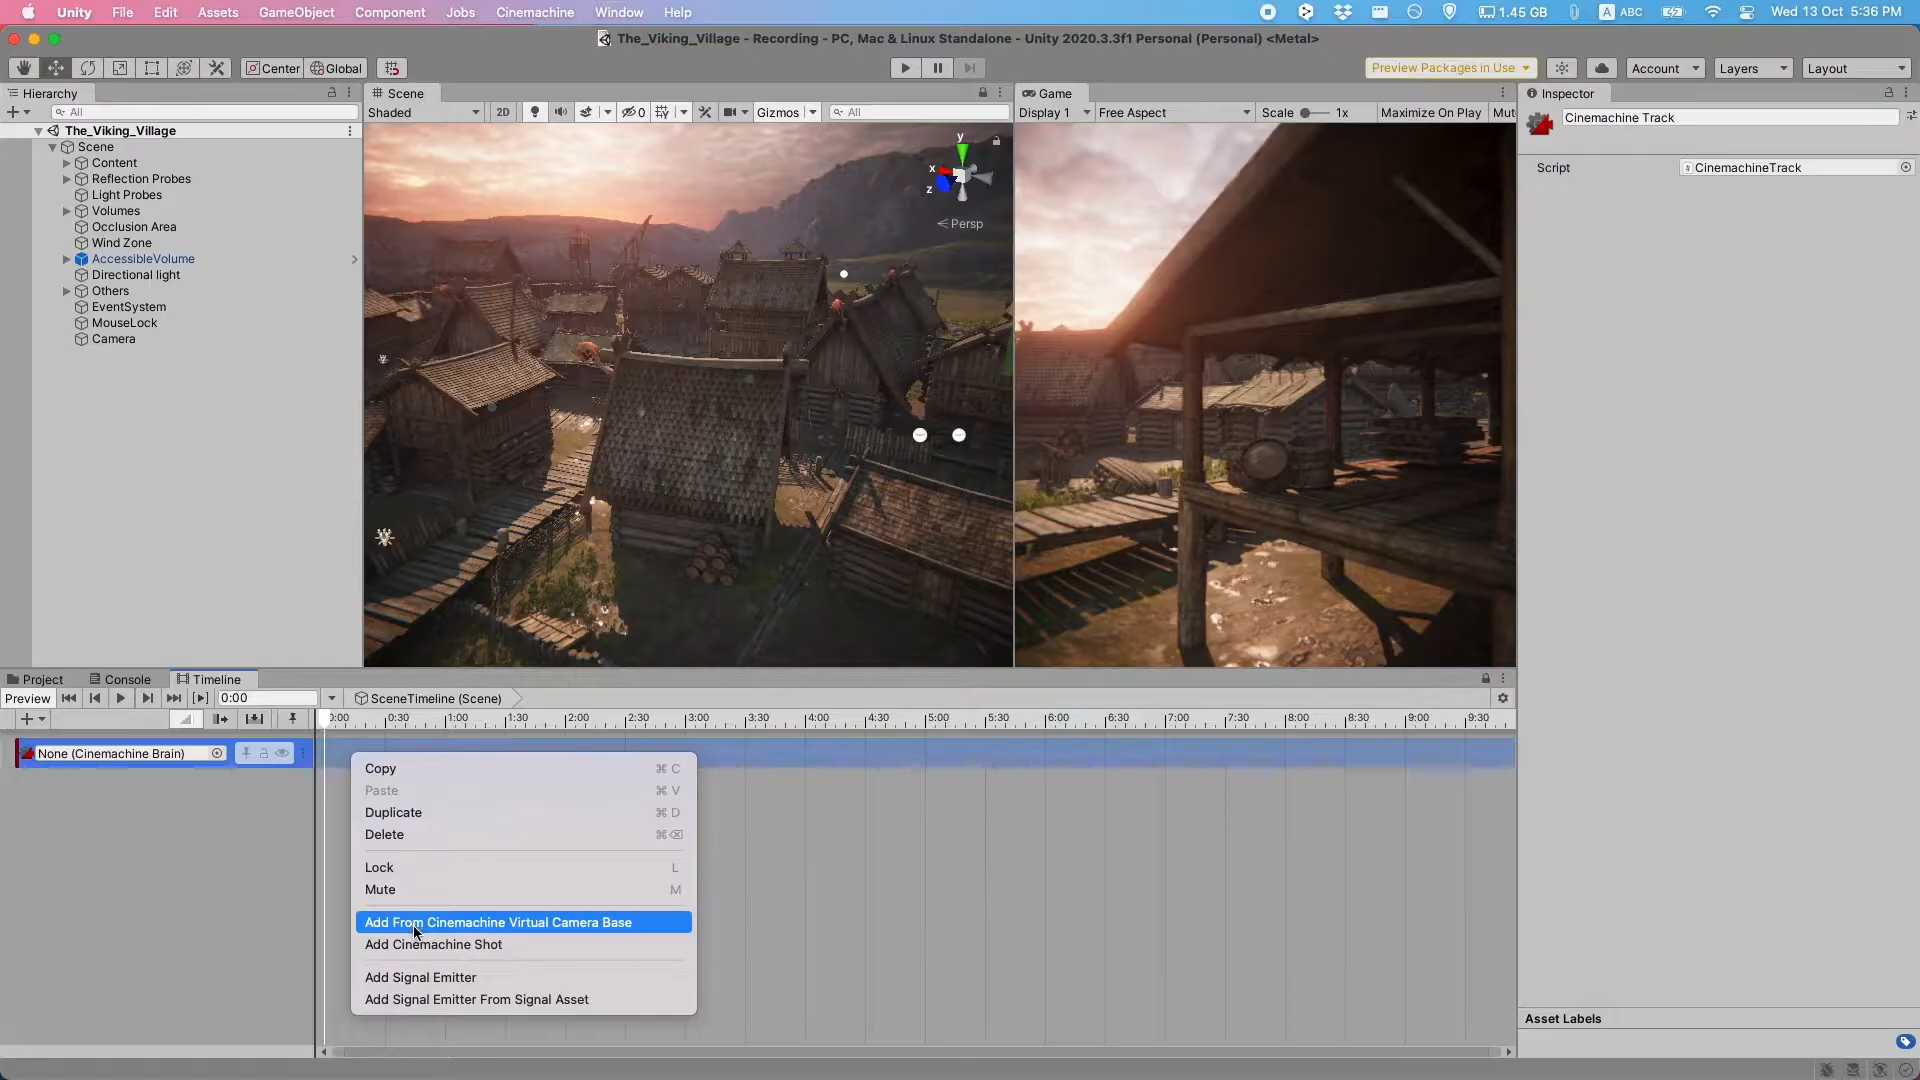 Unity File Edit Assets GameObject Component Jobs Cinemachine Window Help 1.45 GB A ABC Wed 13 Oct 5:36 PM
The_Viking_Village - Recording - PC, Mac & Linux Standalone - Unity 2020.3.3f1 Personal (Personal) <Metal>
Center Global Preview Packages in Use Account Layers Layout
Hierarchy Scene Game Inspector
All Shaded 2D 0 Gizmos All Display 1 Free Aspect Scale 1x Maximize On Play Mut
Cinemachine Track
Script # CinemachineTrack
The_Viking_Village
Scene
Content
Reflection Probes
Light Probes
Volumes
Occlusion Area
Wind Zone
AccessibleVolume
Directional light
Others
EventSystem
MouseLock
Camera
y
x
z
< Persp
Project Console Timeline
Preview 0:00 SceneTimeline (Scene)
0:00 0:30 1:00 1:30 2:00 2:30 3:00 3:30 4:00 4:30 5:00 5:30 6:00 6:30 7:00 7:30 8:00 8:30 9:00 9:30
None (Cinemachine Brain)
Copy ⌘ C
Paste ⌘ V
Duplicate ⌘ D
Delete ⌘ ⌫
Lock L
Mute M
Add From Cinemachine Virtual Camera Base
Add Cinemachine Shot
Add Signal Emitter
Add Signal Emitter From Signal Asset
Asset Labels